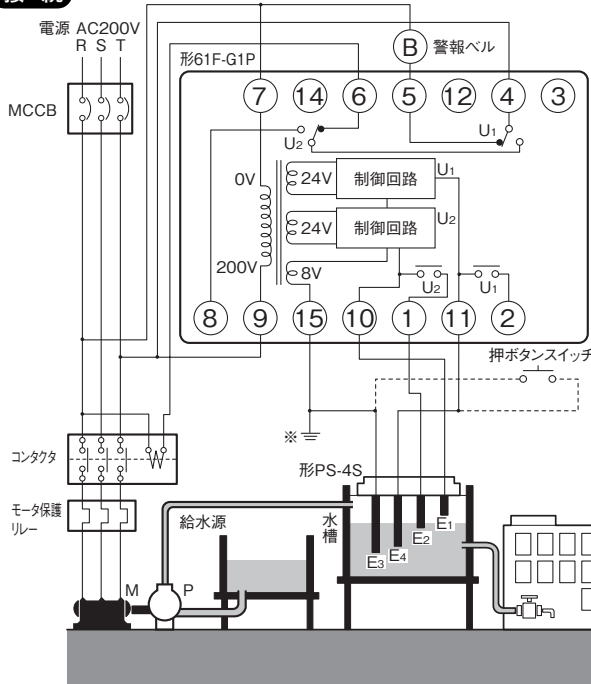 接 続
電源 AC200V
R S T
B 警報ベル
形61F-G1P
MCCB
7 14 6 5 12 4 3
U2
U1
0V
24V 制御回路 U1
24V 制御回路 U2
200V
8V
U2 U1
8 9 15 10 1 11 2
押ボタンスイッチ
※
コンタクタ
形PS-4S
モータ保護
リレー
給水源
水槽
E3 E4 E2 E1
M P